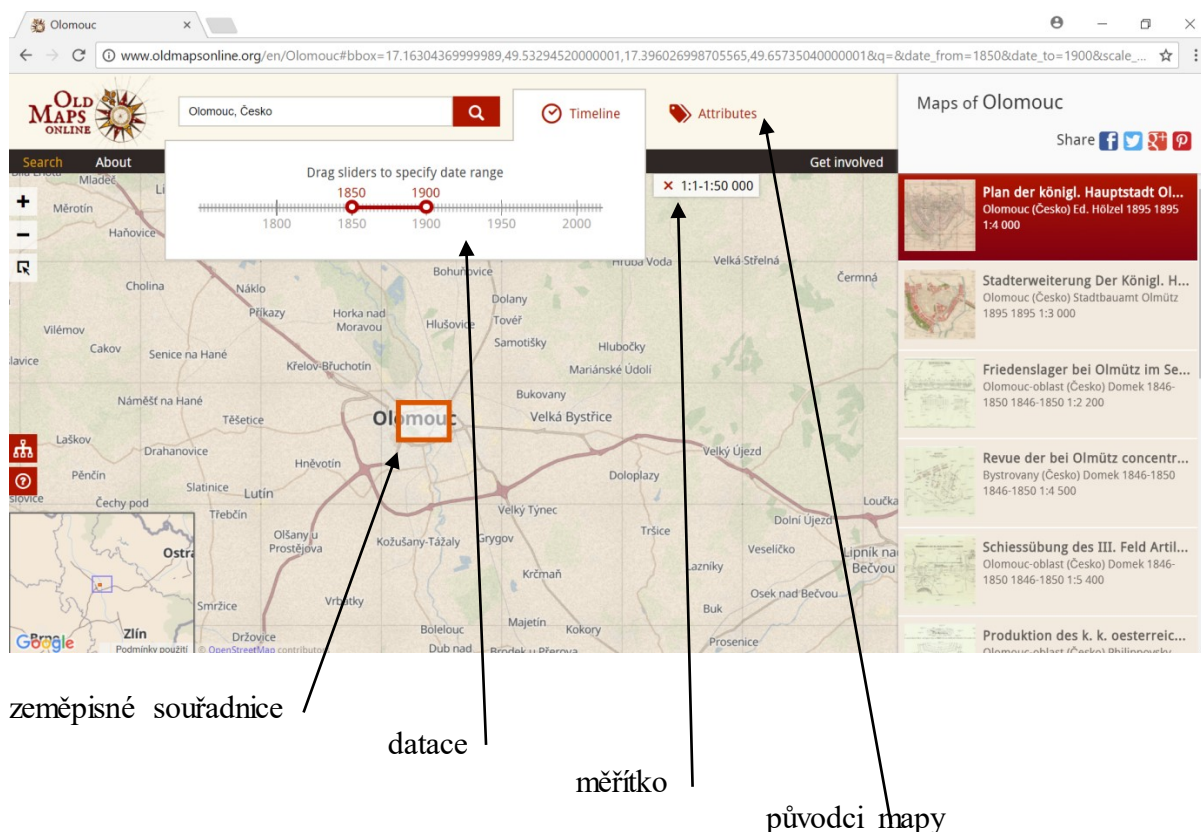 Olomouc
www.oldmapsonline.org/en/Olomouc#bbox=17.16304369999989,49.53294520000001,17.396026998705565,49.65735040000001&q=&date_from=1850&date_to=1900&scale_...
OLD MAPS ONLINE
Olomouc, Česko
Timeline
Attributes
Maps of Olomouc
Share
Search About
Get involved
Drag sliders to specify date range
1850 1900
1800 1850 1900 1950 2000
× 1:1-1:50 000
Plan der königl. Hauptstadt Ol...
Olomouc (Česko) Ed. Hölzel 1895 1895
1:4 000
Stadterweiterung Der Königl. H...
Olomouc (Česko) Stadtbauamt Olmütz
1895 1895 1:3 000
Friedenslager bei Olmütz im Se...
Olomouc-oblast (Česko) Domek 1846-
1850 1846-1850 1:2 200
Revue der bei Olmütz concentr...
Bystrovany (Česko) Domek 1846-1850
1846-1850 1:4 500
Schiessübung des III. Feld Artil...
Olomouc-oblast (Česko) Domek 1846-
1850 1846-1850 1:5 400
Produktion des k. k. oesterreic...
Olomouc-oblast (Česko) Philippovsky
Mladeč
Li
Měrotín
Haňovice
Cholina
Náklo
Bohuňovice
Hrubá Voda
Velká Střelná
Čermná
Dolany
Příkazy
Horka nad Moravou
Hlušovice
Tovéř
Vilémov
Samotišky
Hlubočky
Cakov
Senice na Hané
slavice
Křelov-Břuchotín
Mariánské Údolí
Náměšť na Hané
Bukovany
Těšetice
Olomouc
Velká Bystřice
Laškov
Drahanovice
Velký Újezd
Hněvotín
Pěnčín
Slatinice
Lutín
Doloplazy
slovice
Čechy pod
Třebčín
Velký Týnec
Loučka
Dolní Újezd
Olšany u Prostějova
Kožušany-Tážaly
Grygov
Tršice
Veselíčko
Lipník na
Bečvou
Ostra
Krčmaň
Lazníky
Osek nad Bečvou
Smržice
Vrbátky
Buk
Majetín
Bolelouc
Kokory
Zlín
Držovice
Prosenice
Google
Podmínky použití
© OpenStreetMap contributors
Dub nad
Brodek u Přerova
zeměpisné souřadnice
datace
měřítko
původci mapy